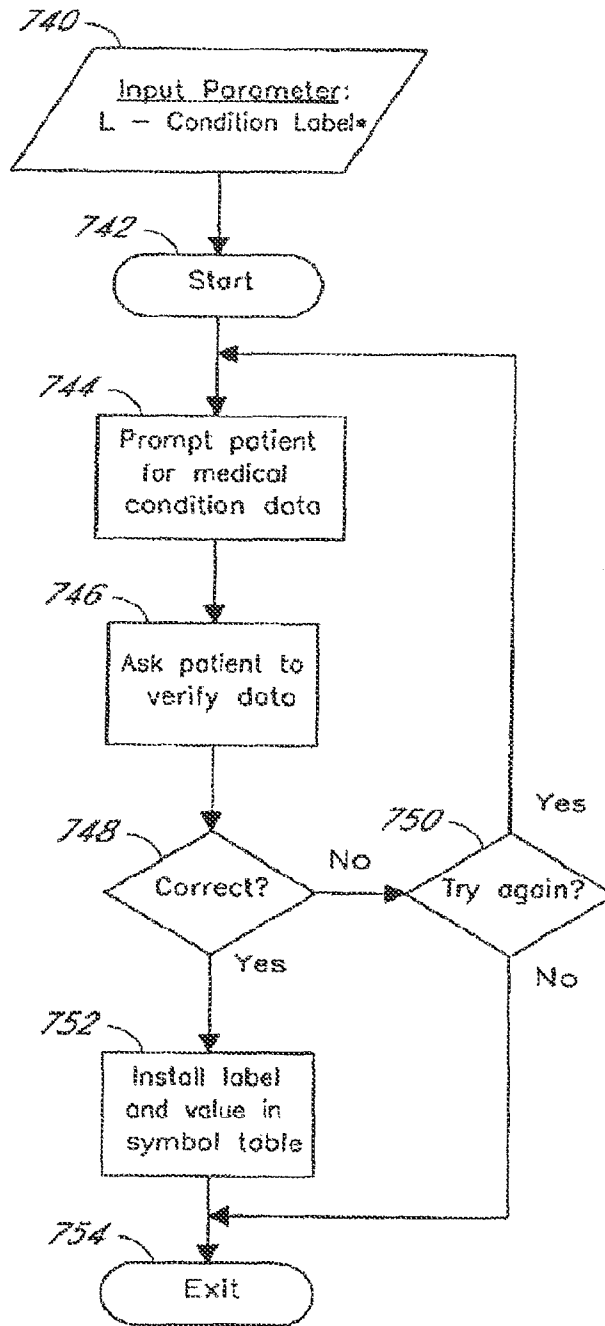 740
Input Parameter:
L — Condition Label*
742
Start
744
Prompt patient
for medical
condition data
746
Ask patient to
verify data
748
Correct?
No
750
Try again?
Yes
Yes
No
752
Install label
and value in
symbol table
754
Exit